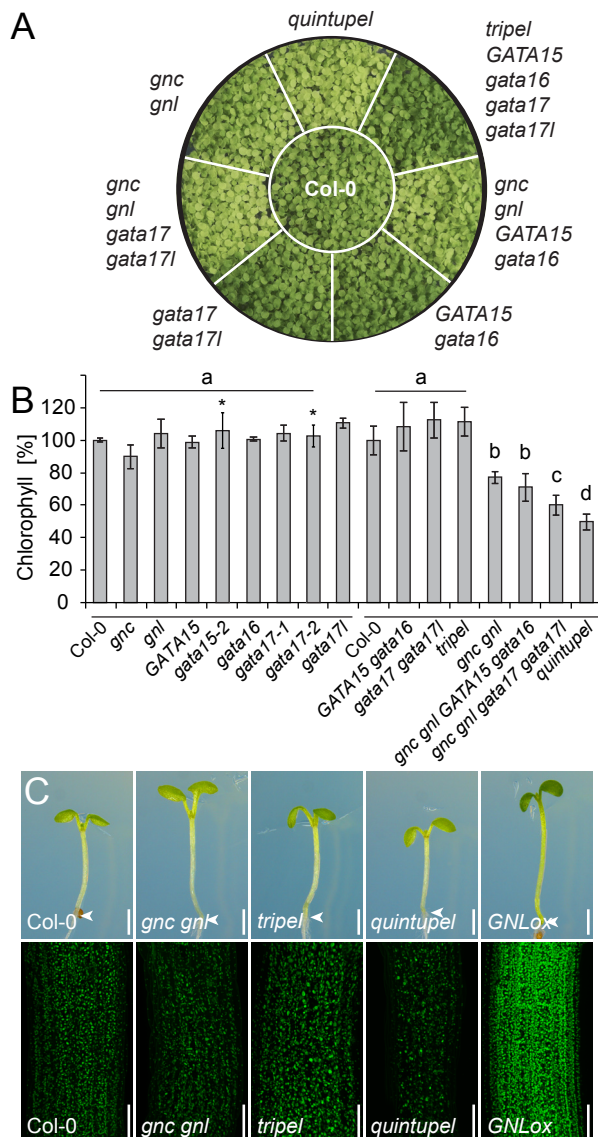 A
quintupel
tripel
GATA15
gata16
gata17
gata17l
gnc
gnl
Col-0
gnc
gnl
gata17
gata17l
gnc
gnl
GATA15
gata16
gata17
gata17l
GATA15
gata16
B
Chlorophyll [%]
120
100
80
60
40
20
0
a
*
*
a
b
b
c
d
Col-0
gnc
gnl
GATA15
gata15-2
gata16
gata17-1
gata17-2
gata17l
Col-0
GATA15 gata16
gata17 gata17l
tripel
gnc gnl
gnc gnl GATA15 gata16
gnc gnl gata17 gata17l
quintupel
C
Col-0
gnc gnl
tripel
quintupel
GNLox
Col-0
gnc gnl
tripel
quintupel
GNLox